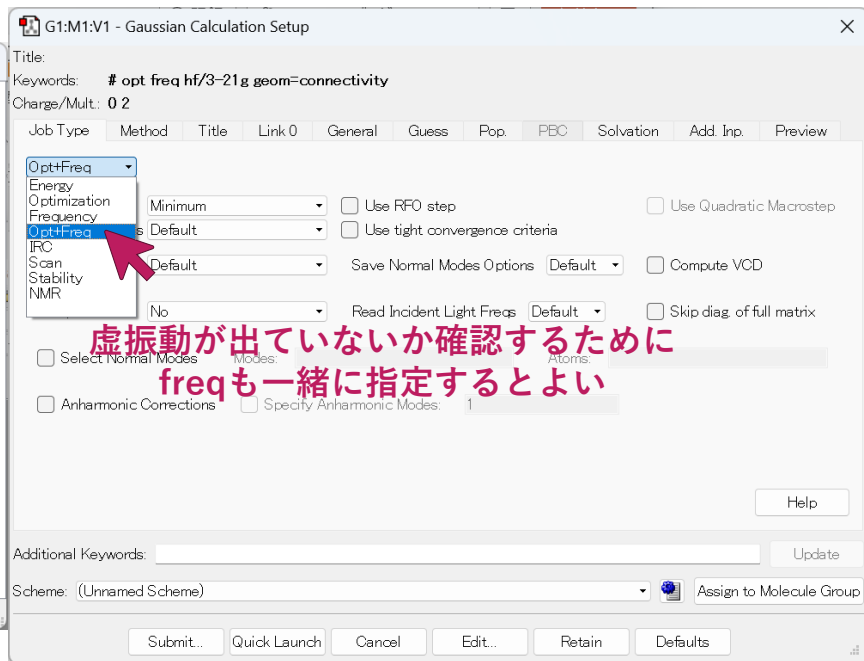 G1:M1:V1 - Gaussian Calculation Setup
Title:
Keywords: # opt freq hf/3-21g geom=connectivity
Charge/Mult.: 0 2
Job Type Method Title Link 0 General Guess Pop. PBC Solvation Add. Inp. Preview
Opt+Freq
Energy
Optimization
Frequency
Opt+Freq
IRC
Scan
Stability
NMR
Minimum Use RFO step Use Quadratic Macrostep
s Default Use tight convergence criteria
Default Save Normal Modes Options Default Compute VCD
No Read Incident Light Freqs Default Skip diag. of full matrix
虚振動が出ていないか確認するために
Select Normal Modes Modes: Atoms:
freqも一緒に指定するとよい
Anharmonic Corrections Specify Anharmonic Modes: 1
Help
Additional Keywords: Update
Scheme: (Unnamed Scheme) Assign to Molecule Group
Submit... Quick Launch Cancel Edit... Retain Defaults